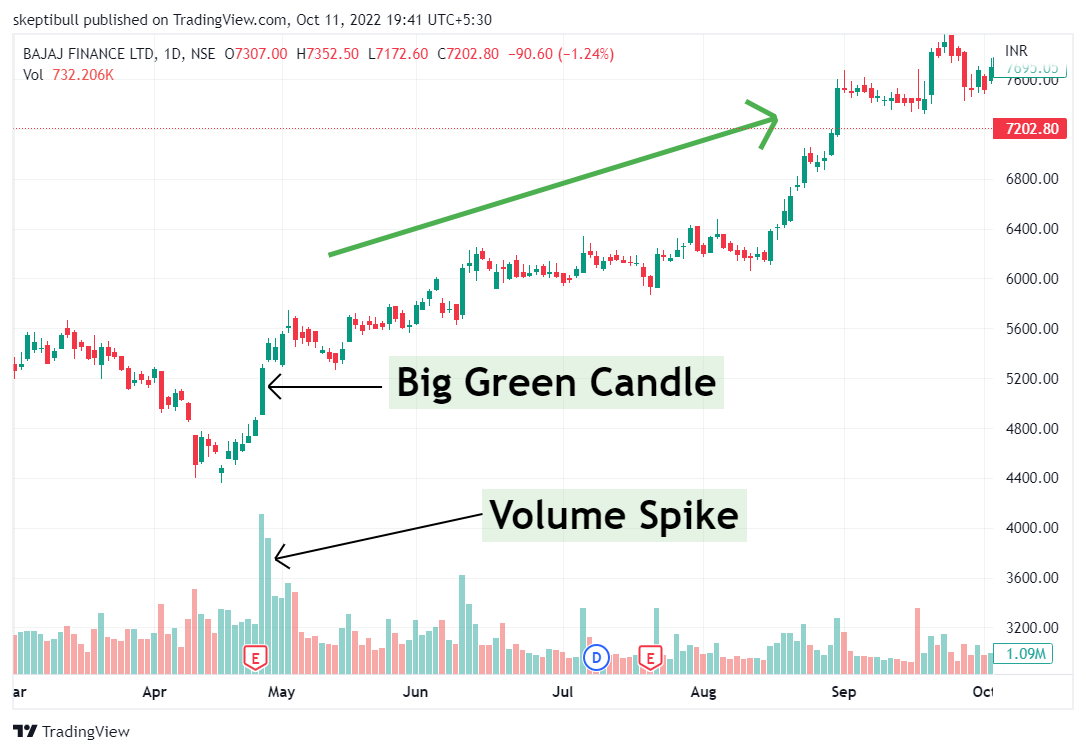 skeptibull published on TradingView.com, Oct 11, 2022 19:41 UTC+5:30
BAJAJ FINANCE LTD, 1D, NSE O7307.00 H7352.50 L7172.60 C7202.80 −90.60 (−1.24%)
Vol 732.206K
INR
7695.05
7600.00
7202.80
6800.00
6400.00
6000.00
5600.00
5200.00
Big Green Candle
4800.00
4400.00
Volume Spike
4000.00
3600.00
3200.00
1.09M
E
D
E
ar Apr May Jun Jul Aug Sep Oct
TradingView